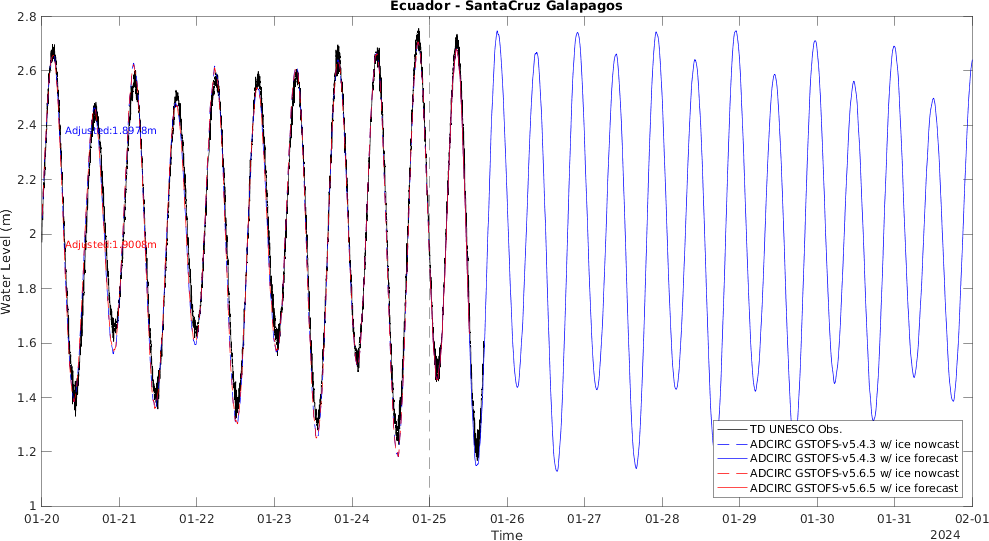 Ecuador - SantaCruz Galapagos
Water Level (m)
2.8
2.6
2.4
2.2
2
1.8
1.6
1.4
1.2
1
Adjusted:1.8978m
Adjusted:1.9008m
TD UNESCO Obs.
ADCIRC GSTOFS-v5.4.3 w/ ice nowcast
ADCIRC GSTOFS-v5.4.3 w/ ice forecast
ADCIRC GSTOFS-v5.6.5 w/ ice nowcast
ADCIRC GSTOFS-v5.6.5 w/ ice forecast
01-20 01-21 01-22 01-23 01-24 01-25 01-26 01-27 01-28 01-29 01-30 01-31 02-01
Time
2024